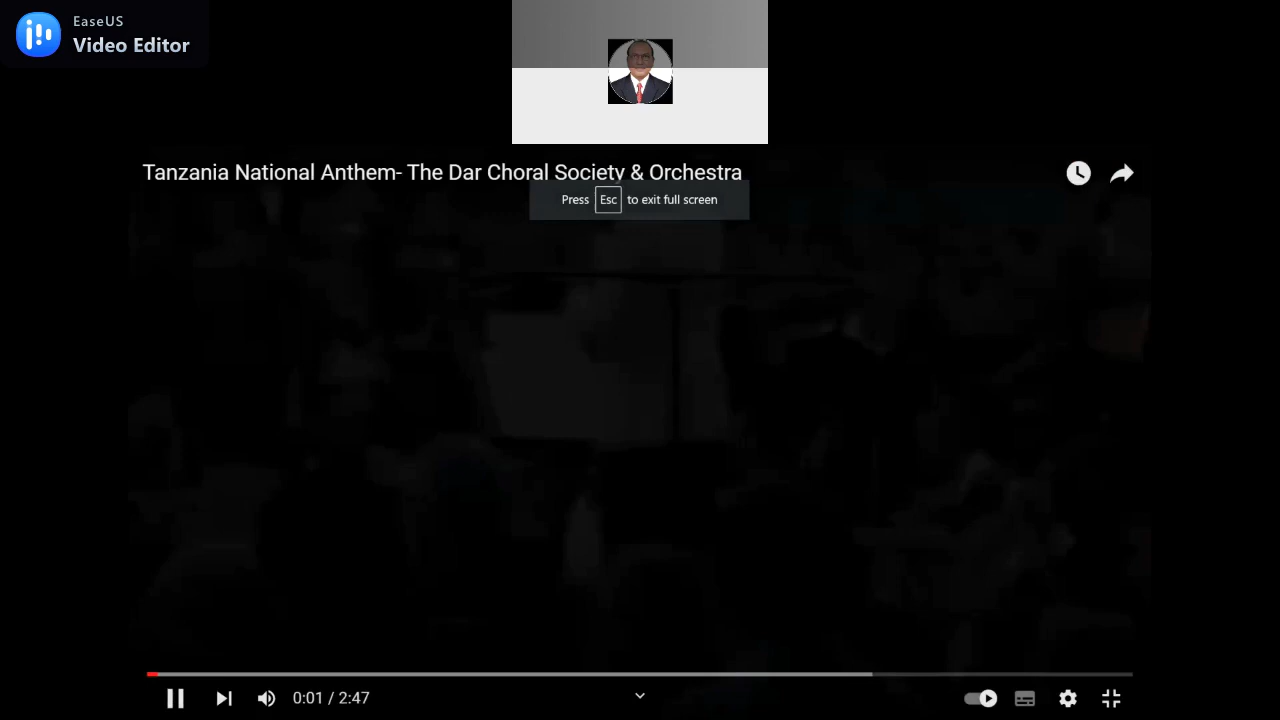 EaseUS
Video Editor
Tanzania National Anthem- The Dar Choral Society & Orchestra
Press Esc to exit full screen
0:01 / 2:47